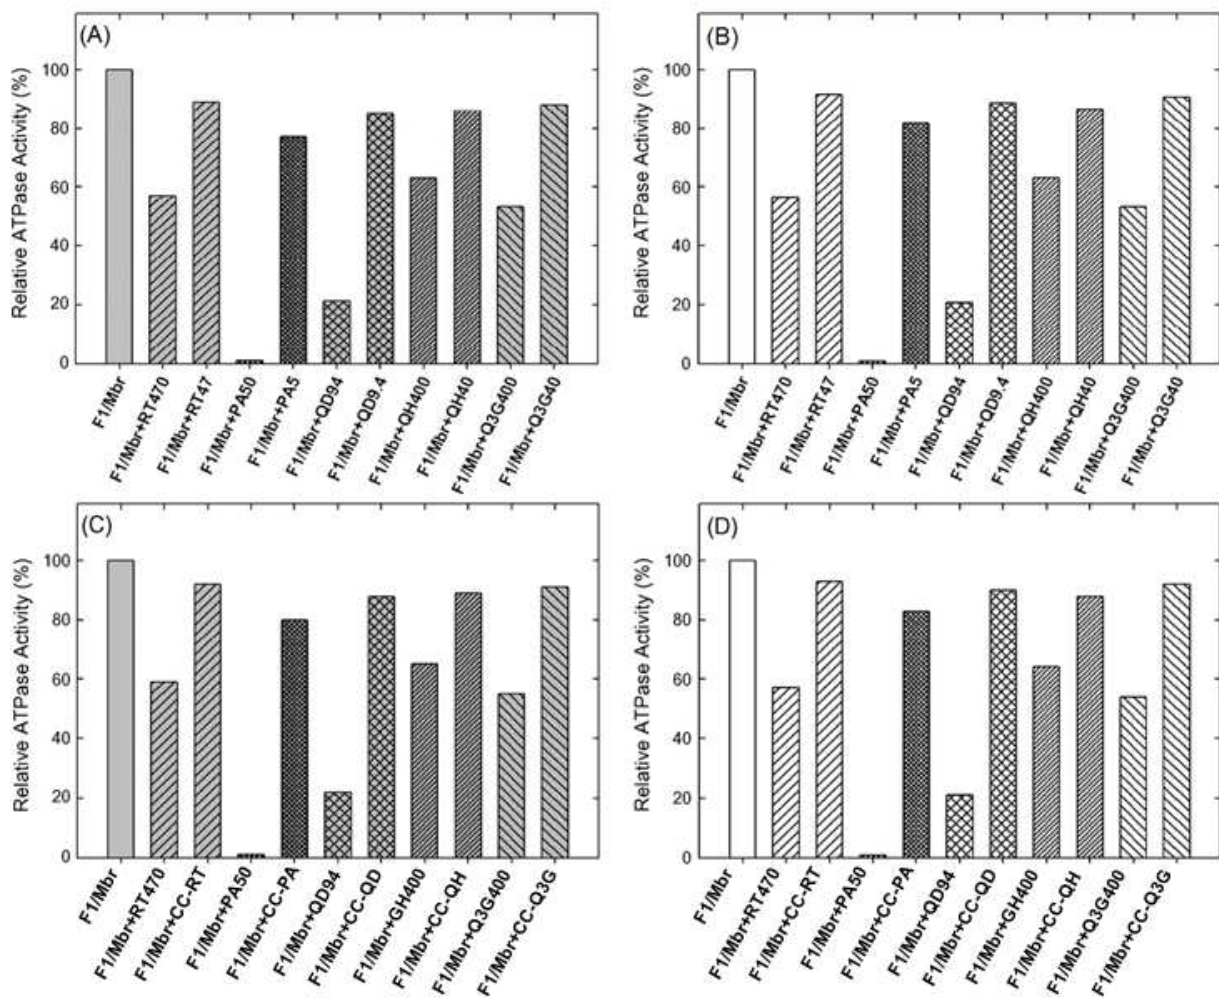 (A)
Relative ATPase Activity (%)
100
80
60
40
20
0
F1/Mbr
F1/Mbr+RT470
F1/Mbr+RT47
F1/Mbr+PA50
F1/Mbr+PA5
F1/Mbr+QD94
F1/Mbr+QD9.4
F1/Mbr+QH400
F1/Mbr+QH40
F1/Mbr+Q3G400
F1/Mbr+Q3G40
(B)
Relative ATPase Activity (%)
100
80
60
40
20
0
F1/Mbr
F1/Mbr+RT470
F1/Mbr+RT47
F1/Mbr+PA50
F1/Mbr+PA5
F1/Mbr+QD94
F1/Mbr+QD9.4
F1/Mbr+QH400
F1/Mbr+QH40
F1/Mbr+Q3G400
F1/Mbr+Q3G40
(C)
Relative ATPase Activity (%)
100
80
60
40
20
0
F1/Mbr
F1/Mbr+RT470
F1/Mbr+CC-RT
F1/Mbr+PA50
F1/Mbr+CC-PA
F1/Mbr+QD94
F1/Mbr+CC-QD
F1/Mbr+GH400
F1/Mbr+CC-QH
F1/Mbr+Q3G400
F1/Mbr+CC-Q3G
(D)
Relative ATPase Activity (%)
100
80
60
40
20
0
F1/Mbr
F1/Mbr+RT470
F1/Mbr+CC-RT
F1/Mbr+PA50
F1/Mbr+CC-PA
F1/Mbr+QD94
F1/Mbr+CC-QD
F1/Mbr+GH400
F1/Mbr+CC-QH
F1/Mbr+Q3G400
F1/Mbr+CC-Q3G